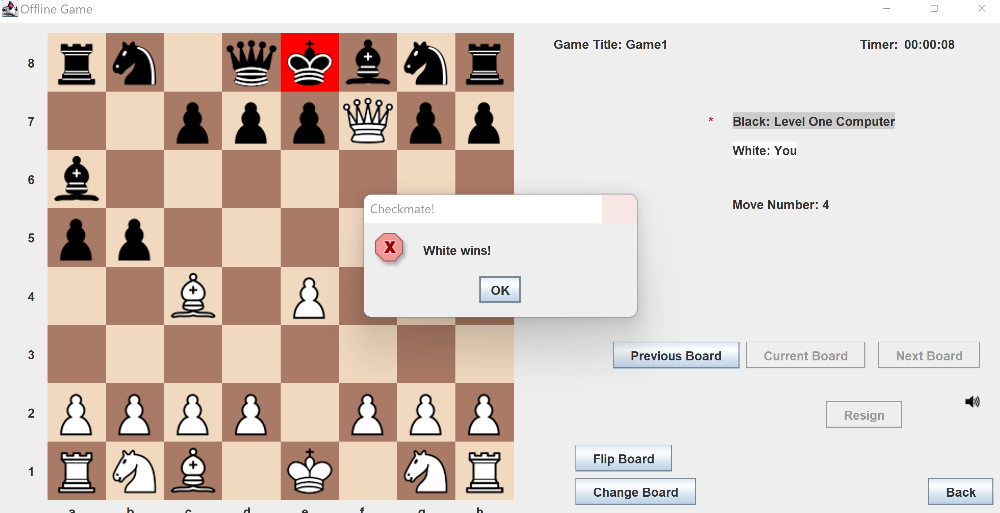 Offline Game
Game Title: Game1
Timer: 00:00:08
8
7
* Black: Level One Computer
White: You
6
Move Number: 4
Checkmate!
5
White wins!
OK
4
3
Previous Board
Current Board
Next Board
2
Resign
1
Flip Board
Change Board
Back
a b c d e f g h